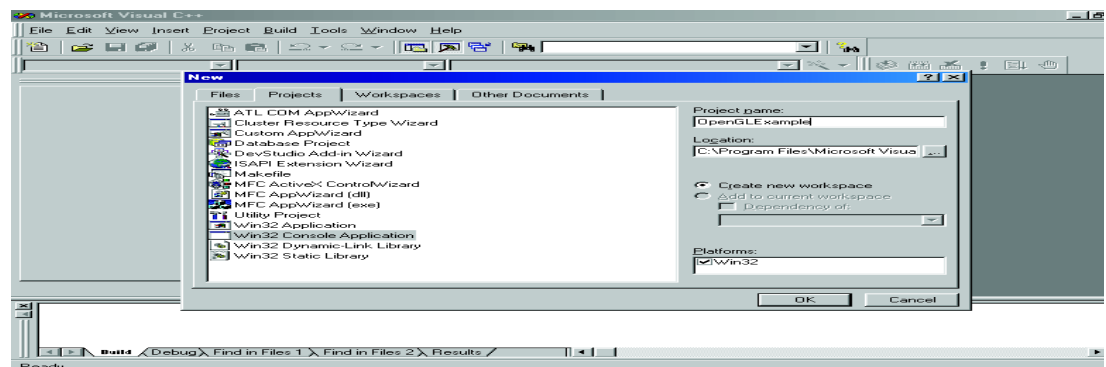 Microsoft Visual C++
File Edit View Insert Project Build Tools Window Help
New
Files Projects Workspaces Other Documents
ATL COM AppWizard
Cluster Resource Type Wizard
Custom AppWizard
Database Project
DevStudio Add-in Wizard
ISAPI Extension Wizard
Makefile
MFC ActiveX ControlWizard
MFC AppWizard (dll)
MFC AppWizard (exe)
Utility Project
Win32 Application
Win32 Console Application
Win32 Dynamic-Link Library
Win32 Static Library
Project name:
OpenGLExample
Location:
C:\Program Files\Microsoft Visua ...
Create new workspace
Add to current workspace
Dependency of:
Platforms:
Win32
OK Cancel
Build Debug Find in Files 1 Find in Files 2 Results
Ready